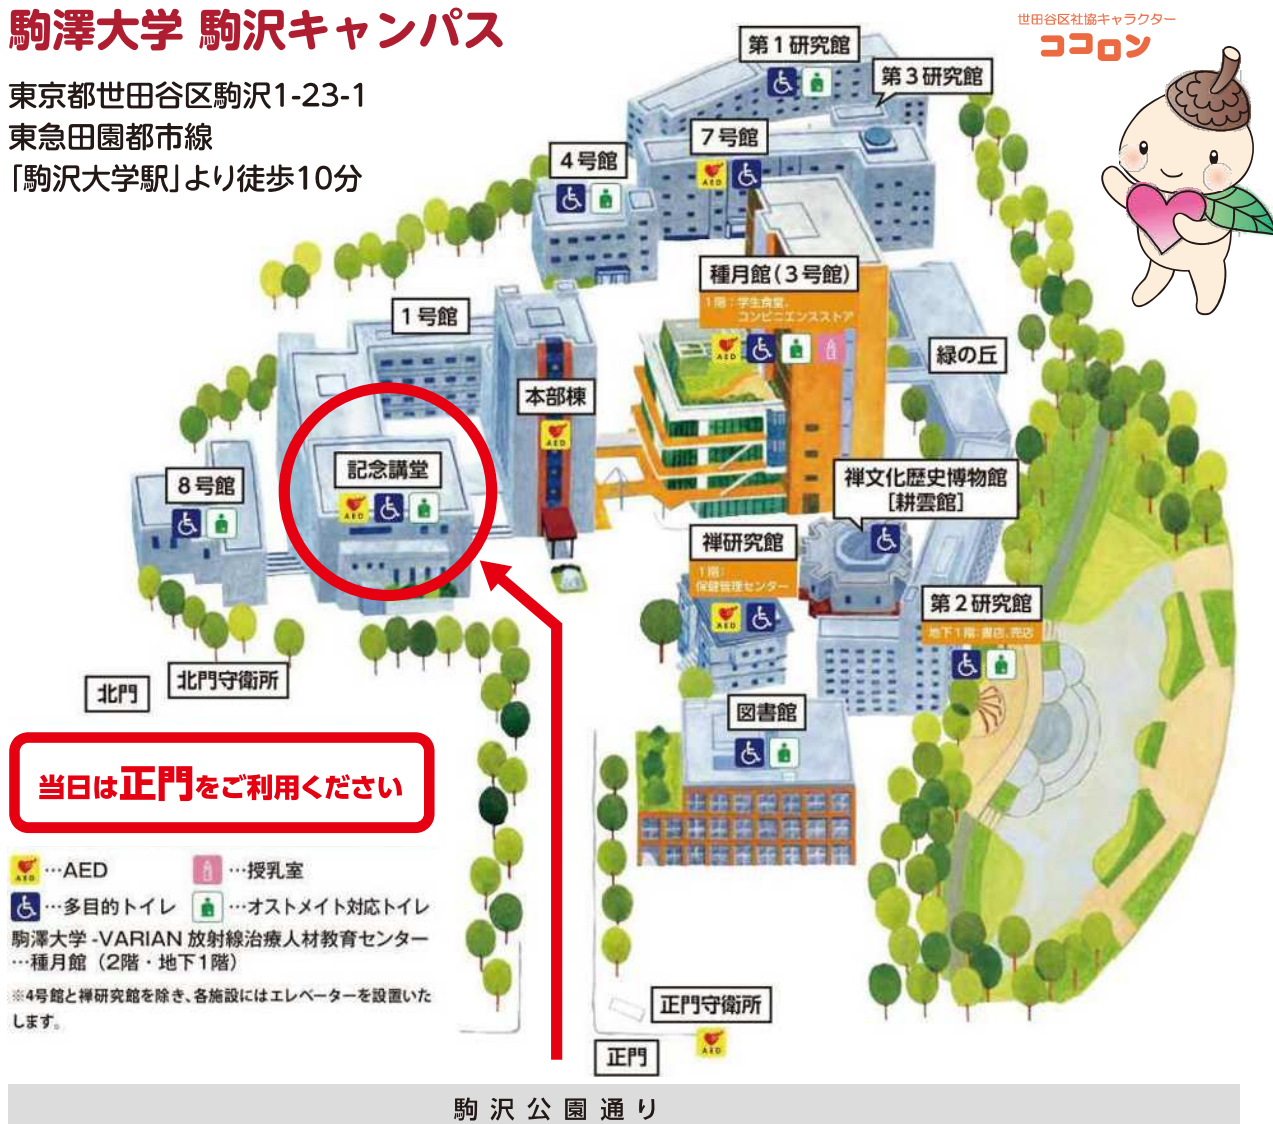 駒澤大学 駒沢キャンパス
東京都世田谷区駒沢1-23-1
東急田園都市線
「駒沢大学駅」より徒歩10分
世田谷区社協キャラクター
ココロン
第1研究館
第3研究館
7号館
AED
4号館
種月館(3号館)
1階:学生食堂、
コンビニエンスストア
AED
1号館
緑の丘
本部棟
AED
記念講堂
AED
8号館
禅文化歴史博物館
[耕雲館]
禅研究館
1階:
保健管理センター
AED
第2研究館
地下1階:書店、売店
北門守衛所
北門
図書館
当日は正門をご利用ください
AED
…AED
…授乳室
…多目的トイレ
…オストメイト対応トイレ
駒澤大学 -VARIAN 放射線治療人材教育センター
…種月館（2階・地下1階）
※4号館と禅研究館を除き、各施設にはエレベーターを設置いた
します。
正門守衛所
AED
正門
駒沢公園通り